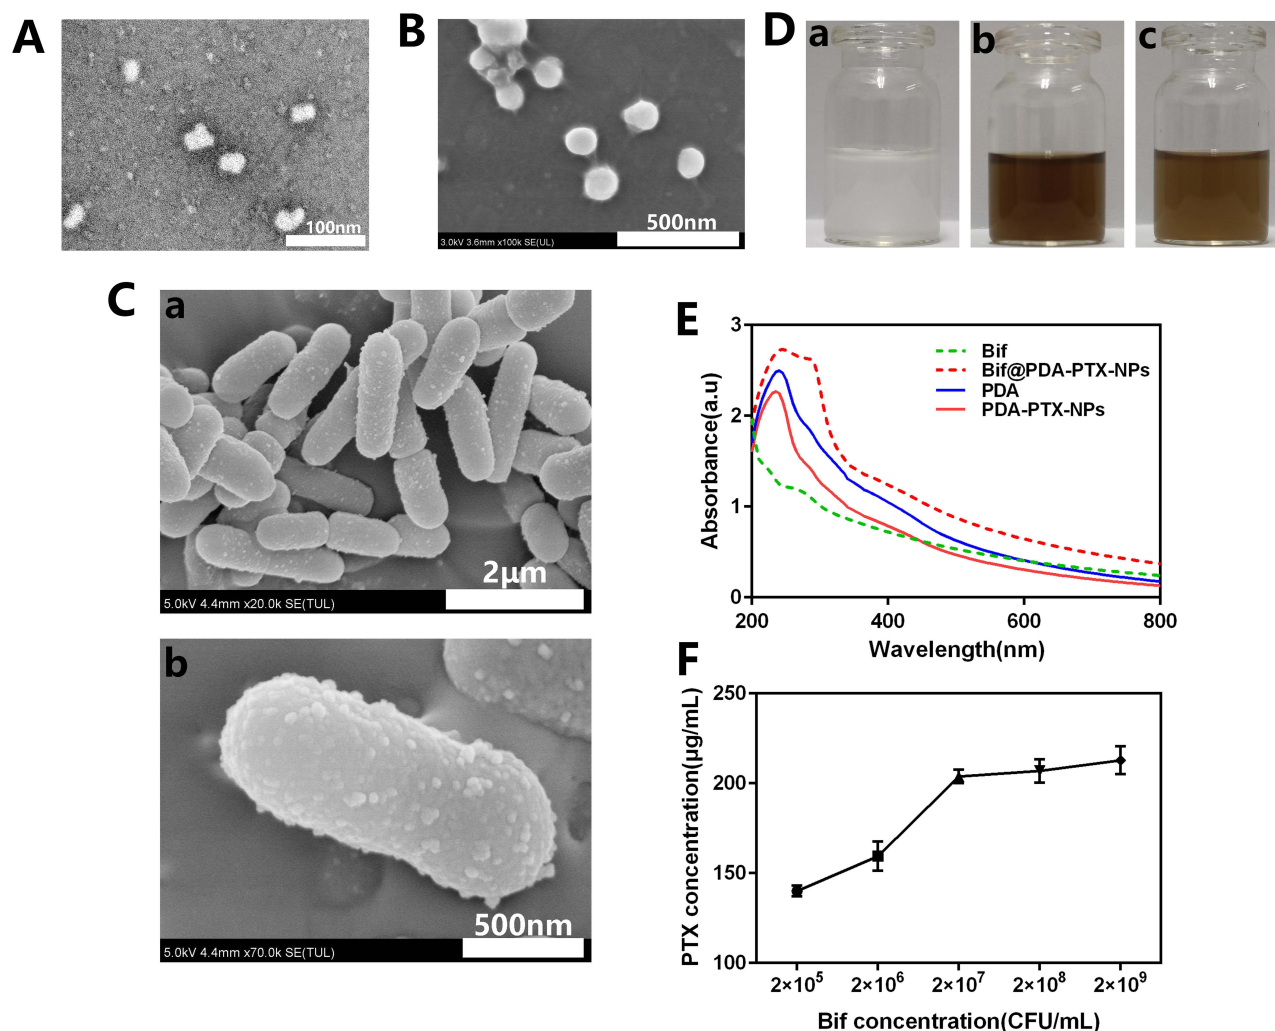 A
100nm
B
500nm
3.0kV 3.6mm x100k SE(UL)
D
a
b
c
C
a
2μm
5.0kV 4.4mm x20.0k SE(TUL)
b
500nm
5.0kV 4.4mm x70.0k SE(TUL)
E
Absorbance(a.u)
3
2
1
0
Bif
Bif@PDA-PTX-NPs
PDA
PDA-PTX-NPs
200 400 600 800
Wavelength(nm)
F
PTX concentration(μg/mL)
250
200
150
100
2×10⁵ 2×10⁶ 2×10⁷ 2×10⁸ 2×10⁹
Bif concentration(CFU/mL)